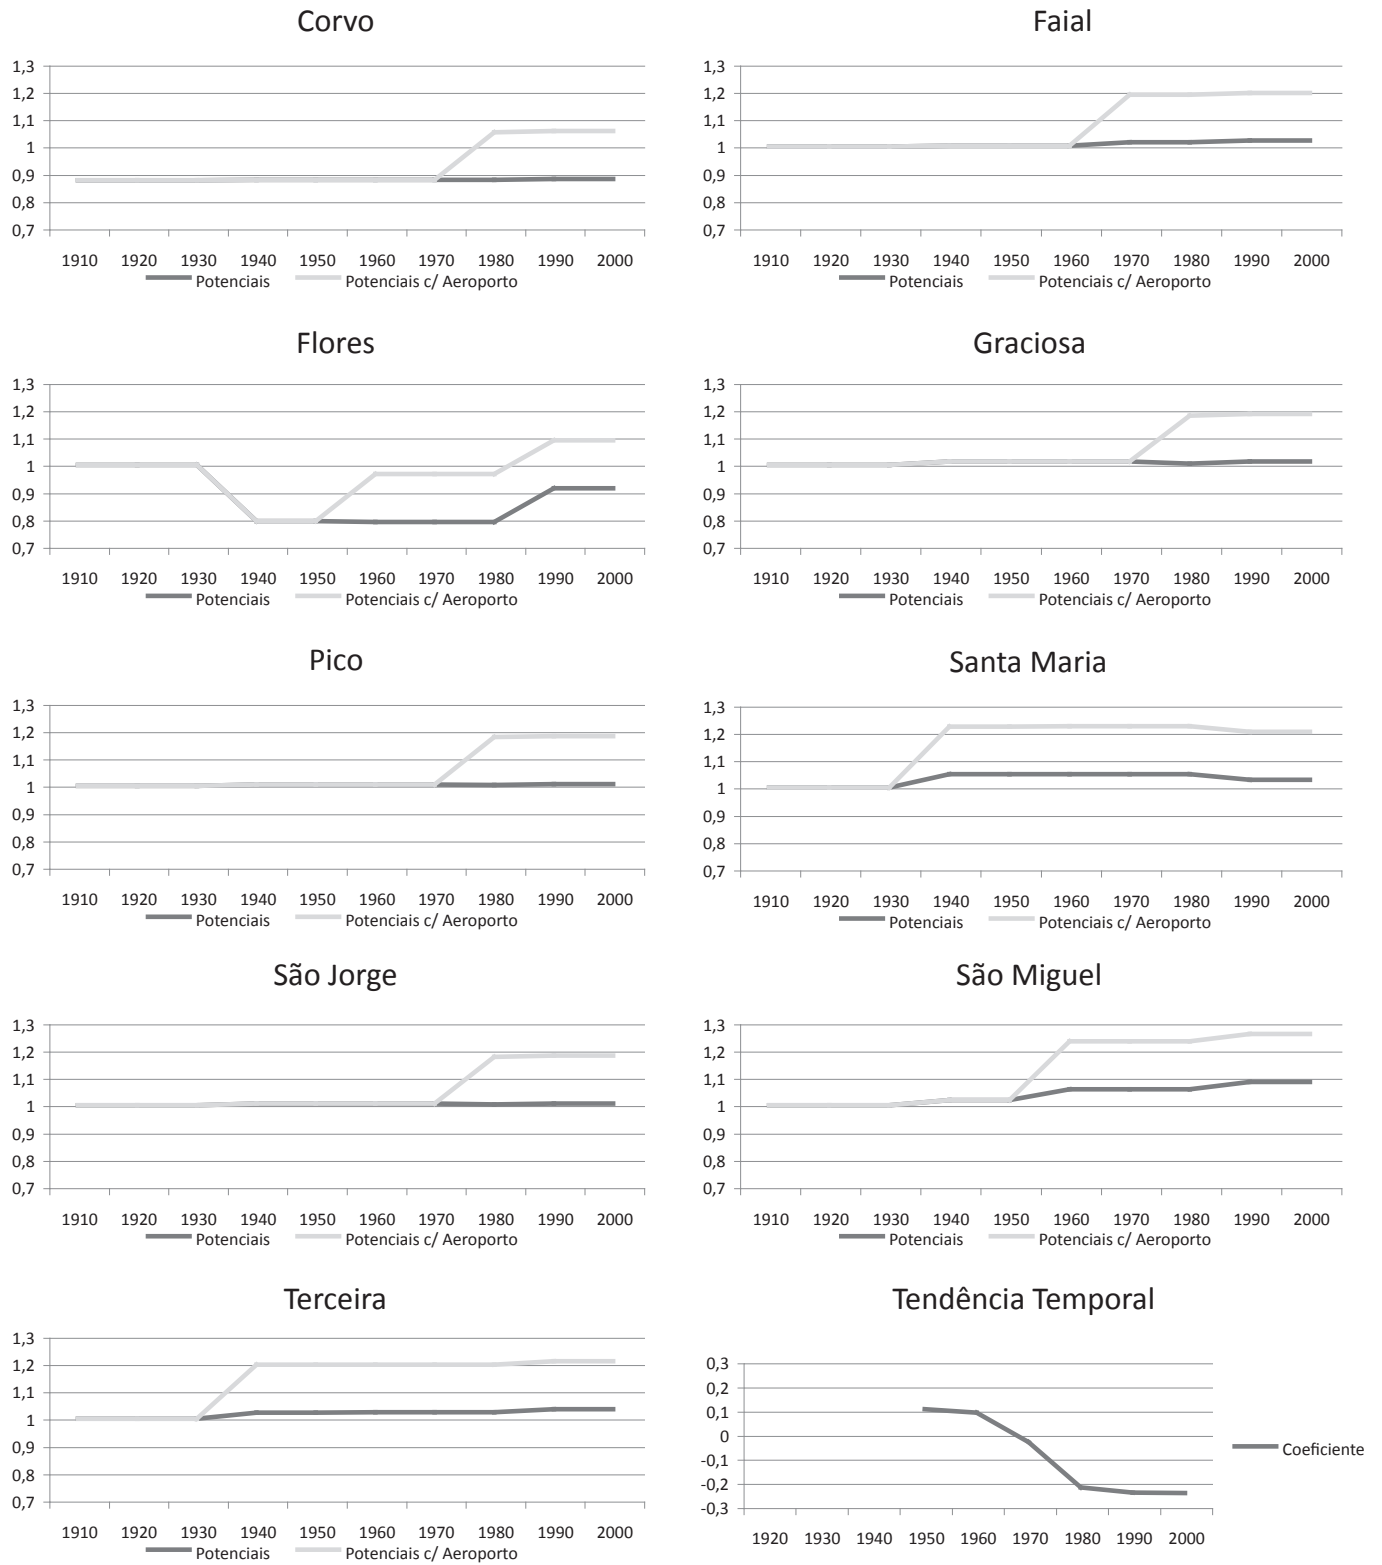 Corvo
1,3
1,2
1,1
1
0,9
0,8
0,7
1910 1920 1930 1940 1950 1960 1970 1980 1990 2000
Potenciais Potenciais c/ Aeroporto
Faial
1,3
1,2
1,1
1
0,9
0,8
0,7
1910 1920 1930 1940 1950 1960 1970 1980 1990 2000
Potenciais Potenciais c/ Aeroporto
Flores
1,3
1,2
1,1
1
0,9
0,8
0,7
1910 1920 1930 1940 1950 1960 1970 1980 1990 2000
Potenciais Potenciais c/ Aeroporto
Graciosa
1,3
1,2
1,1
1
0,9
0,8
0,7
1910 1920 1930 1940 1950 1960 1970 1980 1990 2000
Potenciais Potenciais c/ Aeroporto
Pico
1,3
1,2
1,1
1
0,9
0,8
0,7
1910 1920 1930 1940 1950 1960 1970 1980 1990 2000
Potenciais Potenciais c/ Aeroporto
Santa Maria
1,3
1,2
1,1
1
0,9
0,8
0,7
1910 1920 1930 1940 1950 1960 1970 1980 1990 2000
Potenciais Potenciais c/ Aeroporto
São Jorge
1,3
1,2
1,1
1
0,9
0,8
0,7
1910 1920 1930 1940 1950 1960 1970 1980 1990 2000
Potenciais Potenciais c/ Aeroporto
São Miguel
1,3
1,2
1,1
1
0,9
0,8
0,7
1910 1920 1930 1940 1950 1960 1970 1980 1990 2000
Potenciais Potenciais c/ Aeroporto
Terceira
1,3
1,2
1,1
1
0,9
0,8
0,7
1910 1920 1930 1940 1950 1960 1970 1980 1990 2000
Potenciais Potenciais c/ Aeroporto
Tendência Temporal
0,3
0,2
0,1
0
-0,1
-0,2
-0,3
1920 1930 1940 1950 1960 1970 1980 1990 2000
Coeficiente